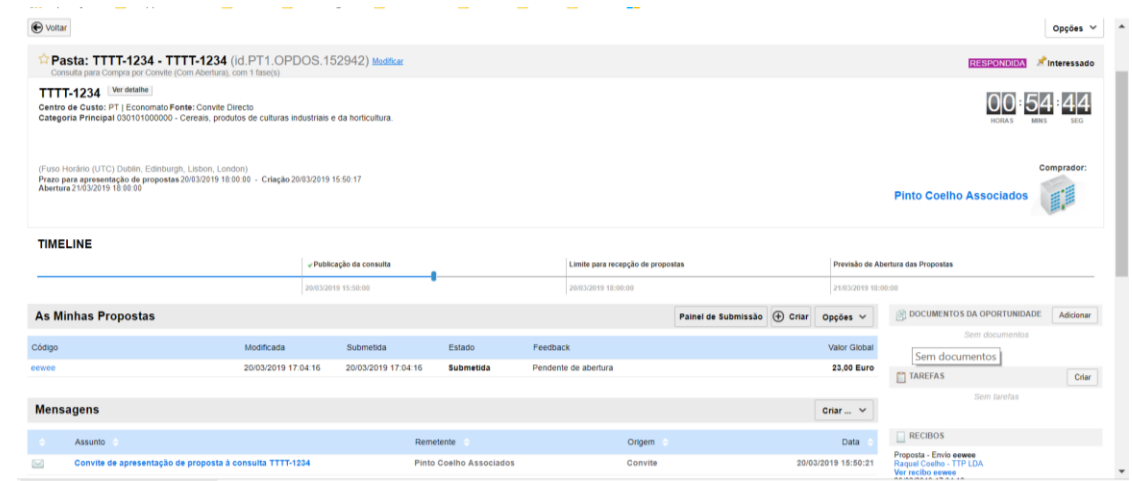 Voltar
Opções
Pasta: TTTT-1234 - TTTT-1234 (id.PT1.OPDOS.152942) Modificar
Consulta para Compra por Convite (Com Abertura), com 1 fase(s)
RESPONDIDA Interessado
TTTT-1234 Ver detalhe
Centro de Custo: PT | Economato Fonte: Convite Directo
Categoria Principal 030101000000 - Cereais, produtos de culturas industriais e da horticultura.
00 : 54 : 44
HORAS MINS SEG
(Fuso Horário (UTC) Dublin, Edinburgh, Lisbon, London)
Prazo para apresentação de propostas 20/03/2019 18:00:00 - Criação 20/03/2019 15:50:17
Abertura 21/03/2019 18:00:00
Comprador:
Pinto Coelho Associados
TIMELINE
Publicação da consulta Limite para recepção de propostas Previsão de Abertura das Propostas
20/03/2019 15:50:00 20/03/2019 18:00:00 21/03/2019 18:00:00
As Minhas Propostas Painel de Submissão Criar Opções
Código Modificada Submetida Estado Feedback Valor Global
eewee 20/03/2019 17:04:16 20/03/2019 17:04:16 Submetida Pendente de abertura 23,00 Euro
Mensagens Criar ...
Assunto Remetente Origem Data
Convite de apresentação de proposta à consulta TTTT-1234 Pinto Coelho Associados Convite 20/03/2019 15:50:21
DOCUMENTOS DA OPORTUNIDADE Adicionar
Sem documentos
Sem documentos
TAREFAS Criar
Sem tarefas
RECIBOS
Proposta - Envio eewee
Raquel Coelho - TTP LDA
Ver recibo eewee